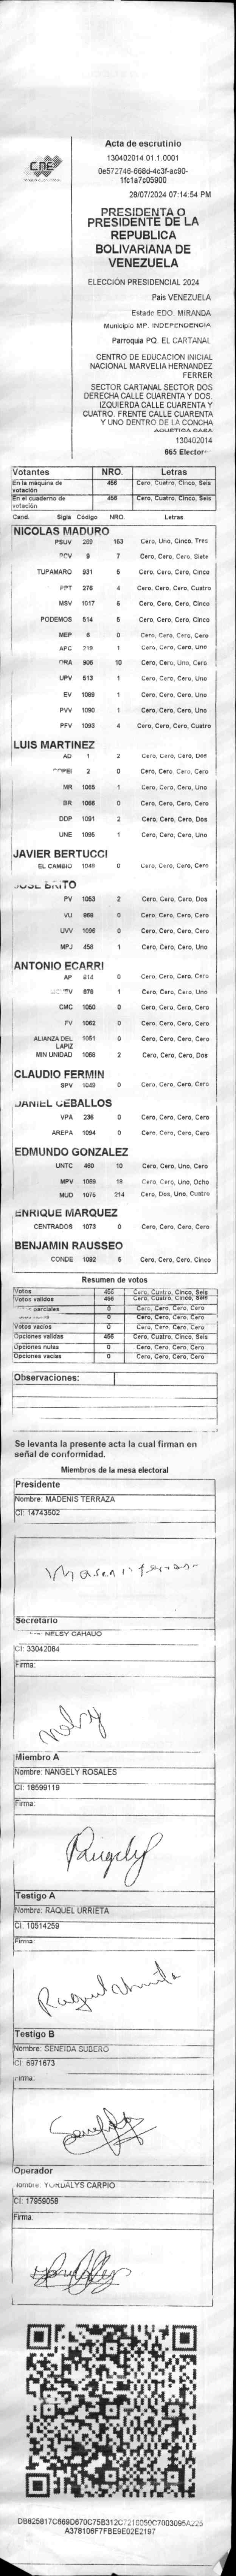 CNE
Acta de escrutinio
130402014.01.1.0001
0e572746-668d-4c3f-ac90-
1fc1a7c05900
28/07/2024 07:14:54 PM
PRESIDENTA O
PRESIDENTE DE LA
REPUBLICA
BOLIVARIANA DE
VENEZUELA
ELECCIÓN PRESIDENCIAL 2024
Pais VENEZUELA
Estado EDO. MIRANDA
Municipio MP. INDEPENDENCIA
Parroquia PQ. EL CARTANAL
CENTRO DE EDUCACION INICIAL
NACIONAL MARVELIA HERNANDEZ
FERRER
SECTOR CARTANAL SECTOR DOS
DERECHA CALLE CUARENTA Y DOS
IZQUIERDA CALLE CUARENTA Y
CUATRO. FRENTE CALLE CUARENTA
Y UNO DENTRO DE LA CONCHA
CASA
130402014
665 Elector
Votantes NRO. Letras
En la máquina de votación 456 Cero, Cuatro, Cinco, Seis
En el cuaderno de votación 456 Cero, Cuatro, Cinco, Seis
Cand. Sigla Código NRO. Letras
NICOLAS MADURO
PSUV 289 153 Cero, Uno, Cinco, Tres
PCV 9 7 Cero, Cero, Cero, Siete
TUPAMARO 931 5 Cero, Cero, Cero, Cinco
PPT 276 4 Cero, Cero, Cero, Cuatro
MSV 1017 5 Cero, Cero, Cero, Cinco
PODEMOS 514 5 Cero, Cero, Cero, Cinco
MEP 6 0 Cero, Cero, Cero, Cero
APC 219 1 Cero, Cero, Cero, Uno
ORA 906 10 Cero, Cero, Uno, Cero
UPV 513 1 Cero, Cero, Cero, Uno
EV 1089 1 Cero, Cero, Cero, Uno
PVV 1090 1 Cero, Cero, Cero, Uno
PFV 1093 4 Cero, Cero, Cero, Cuatro
LUIS MARTINEZ
AD 1 2 Cero, Cero, Cero, Dos
COPEI 2 0 Cero, Cero, Cero, Cero
MR 1065 1 Cero, Cero, Cero, Uno
BR 1066 0 Cero, Cero, Cero, Cero
DDP 1091 2 Cero, Cero, Cero, Dos
UNE 1095 1 Cero, Cero, Cero, Uno
JAVIER BERTUCCI
EL CAMBIO 1048 0 Cero, Cero, Cero, Cero
JOSE BRITO
PV 1053 2 Cero, Cero, Cero, Dos
VU 868 0 Cero, Cero, Cero, Cero
UVV 1096 0 Cero, Cero, Cero, Cero
MPJ 458 1 Cero, Cero, Cero, Uno
ANTONIO ECARRI
AP 814 0 Cero, Cero, Cero, Cero
878 1 Cero, Cero, Cero, Uno
CMC 1050 0 Cero, Cero, Cero, Cero
FV 1062 0 Cero, Cero, Cero, Cero
ALIANZA DEL LAPIZ 1051 0 Cero, Cero, Cero, Cero
MIN UNIDAD 1068 2 Cero, Cero, Cero, Dos
CLAUDIO FERMIN
SPV 1049 0 Cero, Cero, Cero, Cero
DANIEL CEBALLOS
VPA 236 0 Cero, Cero, Cero, Cero
AREPA 1094 0 Cero, Cero, Cero, Cero
EDMUNDO GONZALEZ
UNTC 460 10 Cero, Cero, Uno, Cero
MPV 1069 18 Cero, Cero, Uno, Ocho
MUD 1075 214 Cero, Dos, Uno, Cuatro
ENRIQUE MARQUEZ
CENTRADOS 1073 0 Cero, Cero, Cero, Cero
BENJAMIN RAUSSEO
CONDE 1092 5 Cero, Cero, Cero, Cinco
Resumen de votos
Votos 456 Cero, Cuatro, Cinco, Seis
Votos validos 456 Cero, Cuatro, Cinco, Seis
parciales 0 Cero, Cero, Cero, Cero
0 Cero, Cero, Cero, Cero
Votos vacios 0 Cero, Cero, Cero, Cero
Opciones validas 456 Cero, Cuatro, Cinco, Seis
Opciones nulas 0 Cero, Cero, Cero, Cero
Opciones vacias 0 Cero, Cero, Cero, Cero
Observaciones:
Se levanta la presente acta la cual firman en
señal de conformidad.
Miembros de la mesa electoral
Presidente
Nombre: MADENIS TERRAZA
CI: 14743502
Secretario
NELSY CAHAUO
CI: 33042084
Firma:
Nelsy
Miembro A
Nombre: NANGELY ROSALES
CI: 18599119
Firma:
Testigo A
Nombre: RAQUEL URRIETA
CI: 10514259
Firma:
Raquel Urrieta
Testigo B
Nombre: SENEIDA SUBERO
CI: 6971673
Firma:
Operador
Nombre: YORDALYS CARPIO
CI: 17959058
Firma:
DB825817C669D670C75B312C7216050C7003095A225
A378106F7FBE9E02E2197